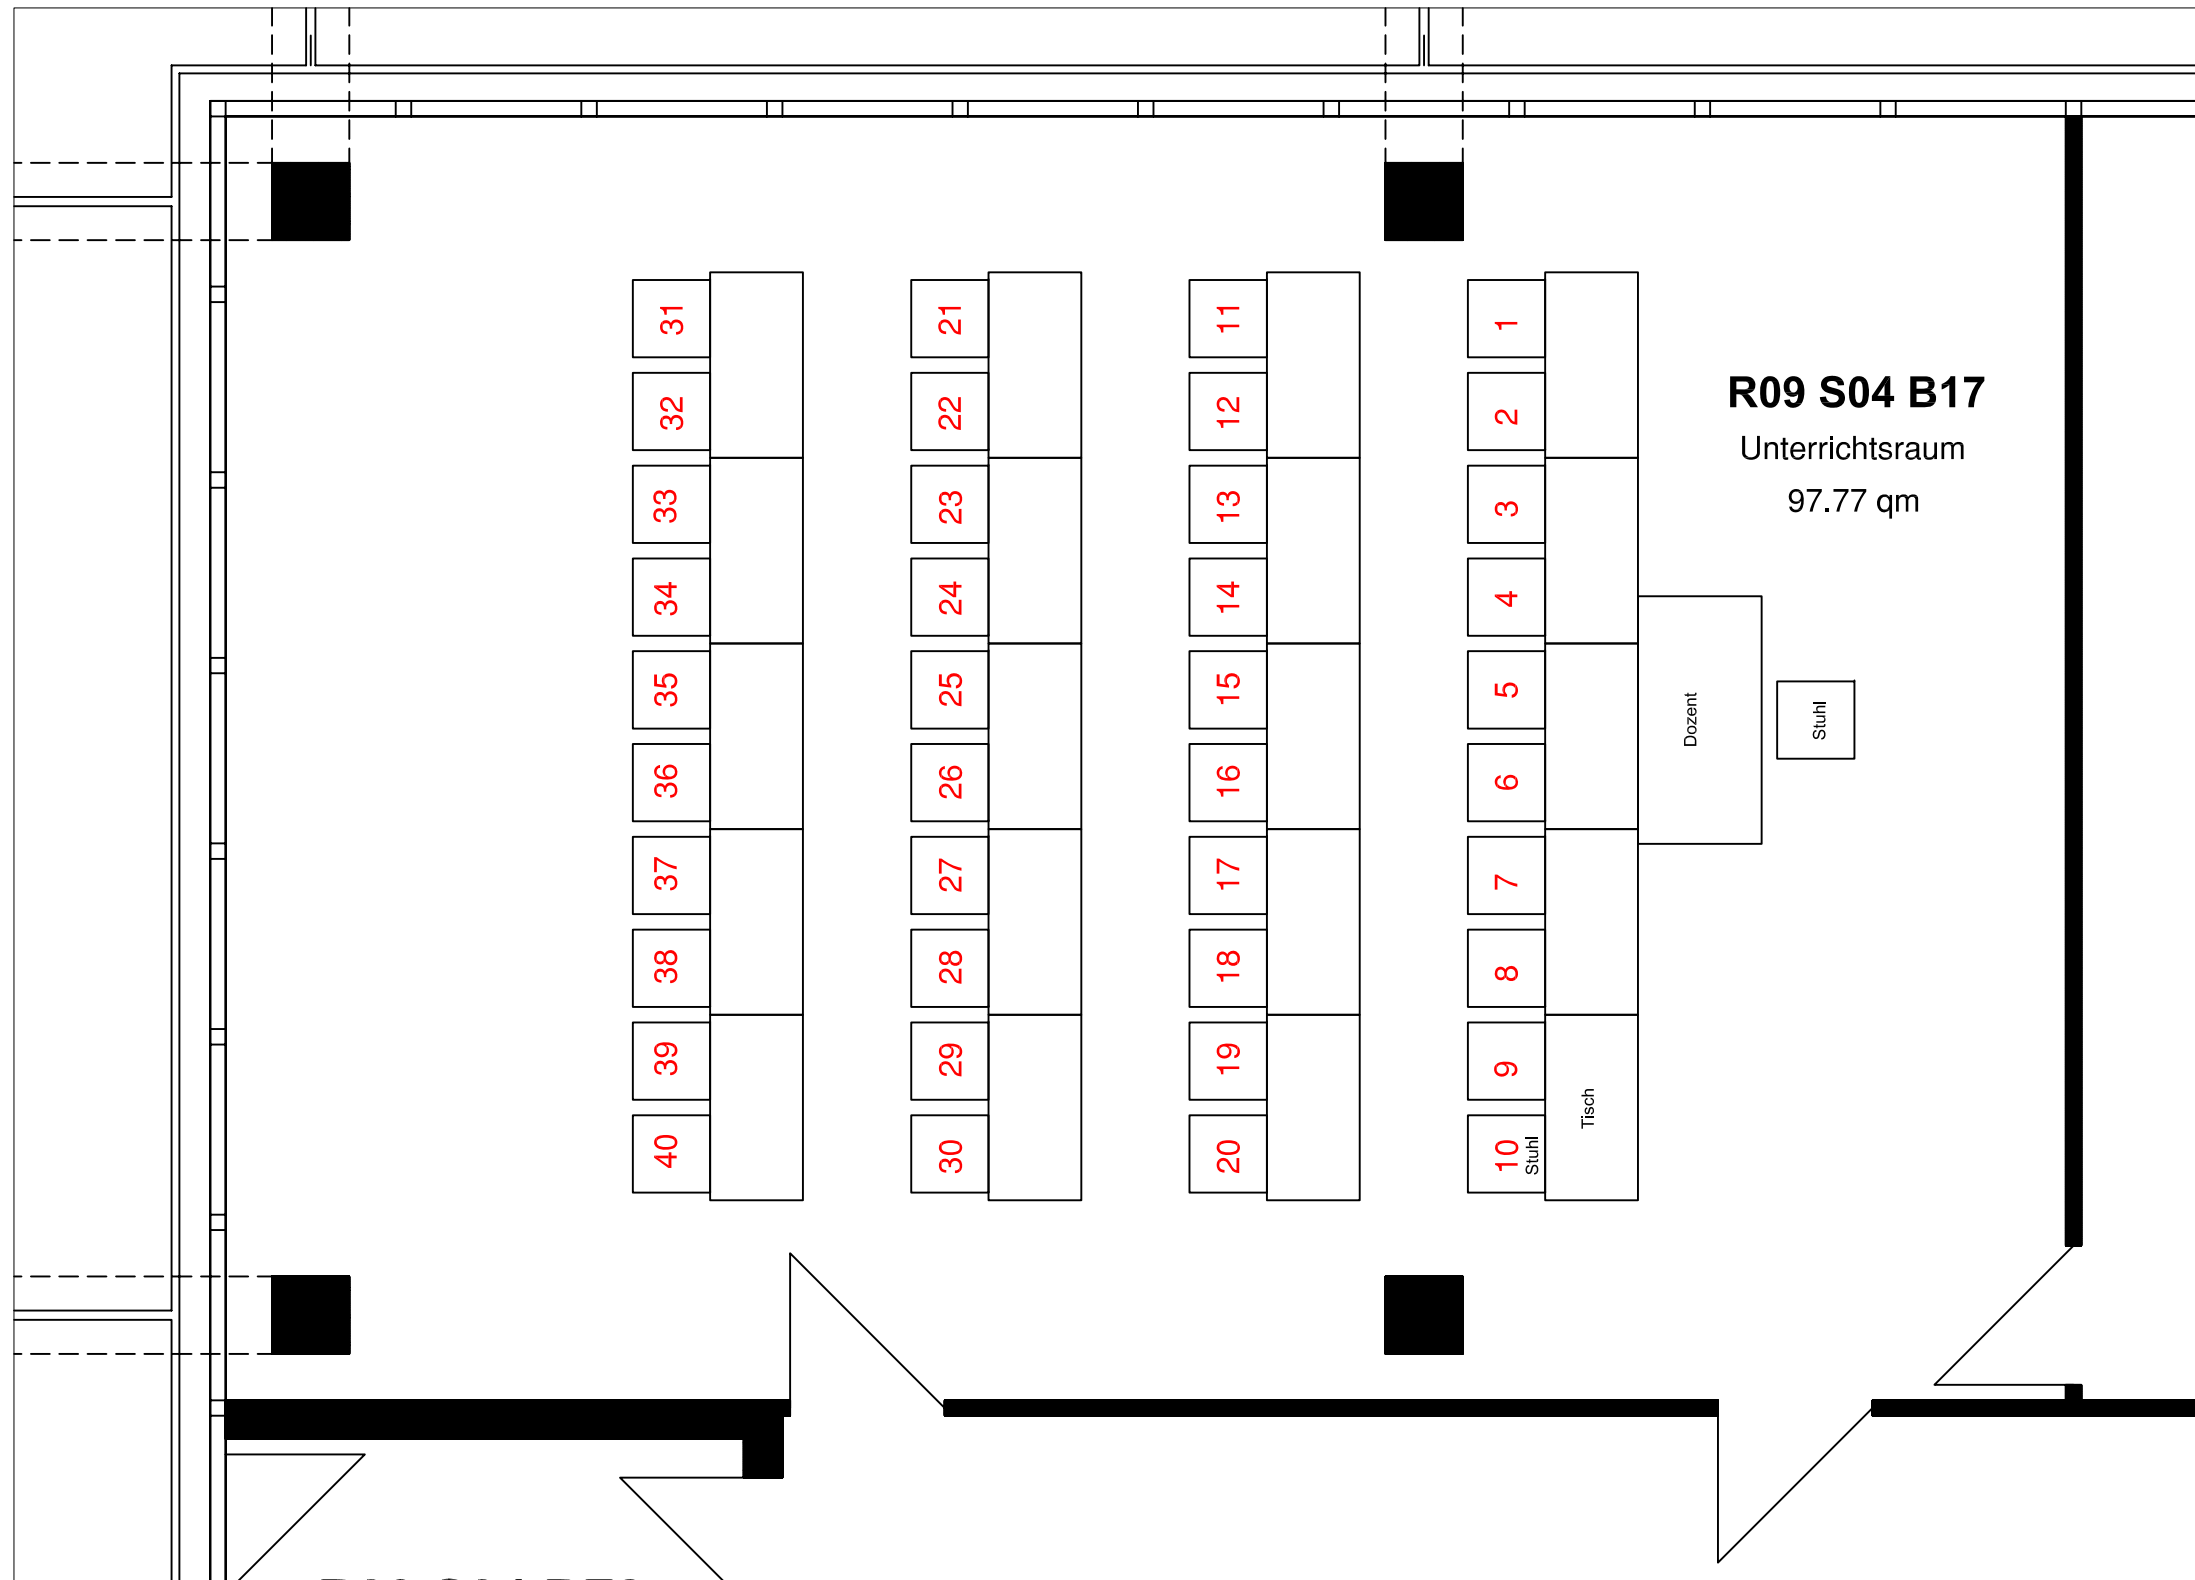 R09 S04 B17
Unterrichtsraum
97.77 qm
31 21 11 1
32 22 12 2
33 23 13 3
34 24 14 4
35 25 15 5
36 26 16 6
37 27 17 7
38 28 18 8
39 29 19 9
40 30 20 10
Dozent
Stuhl
Tisch
Stuhl